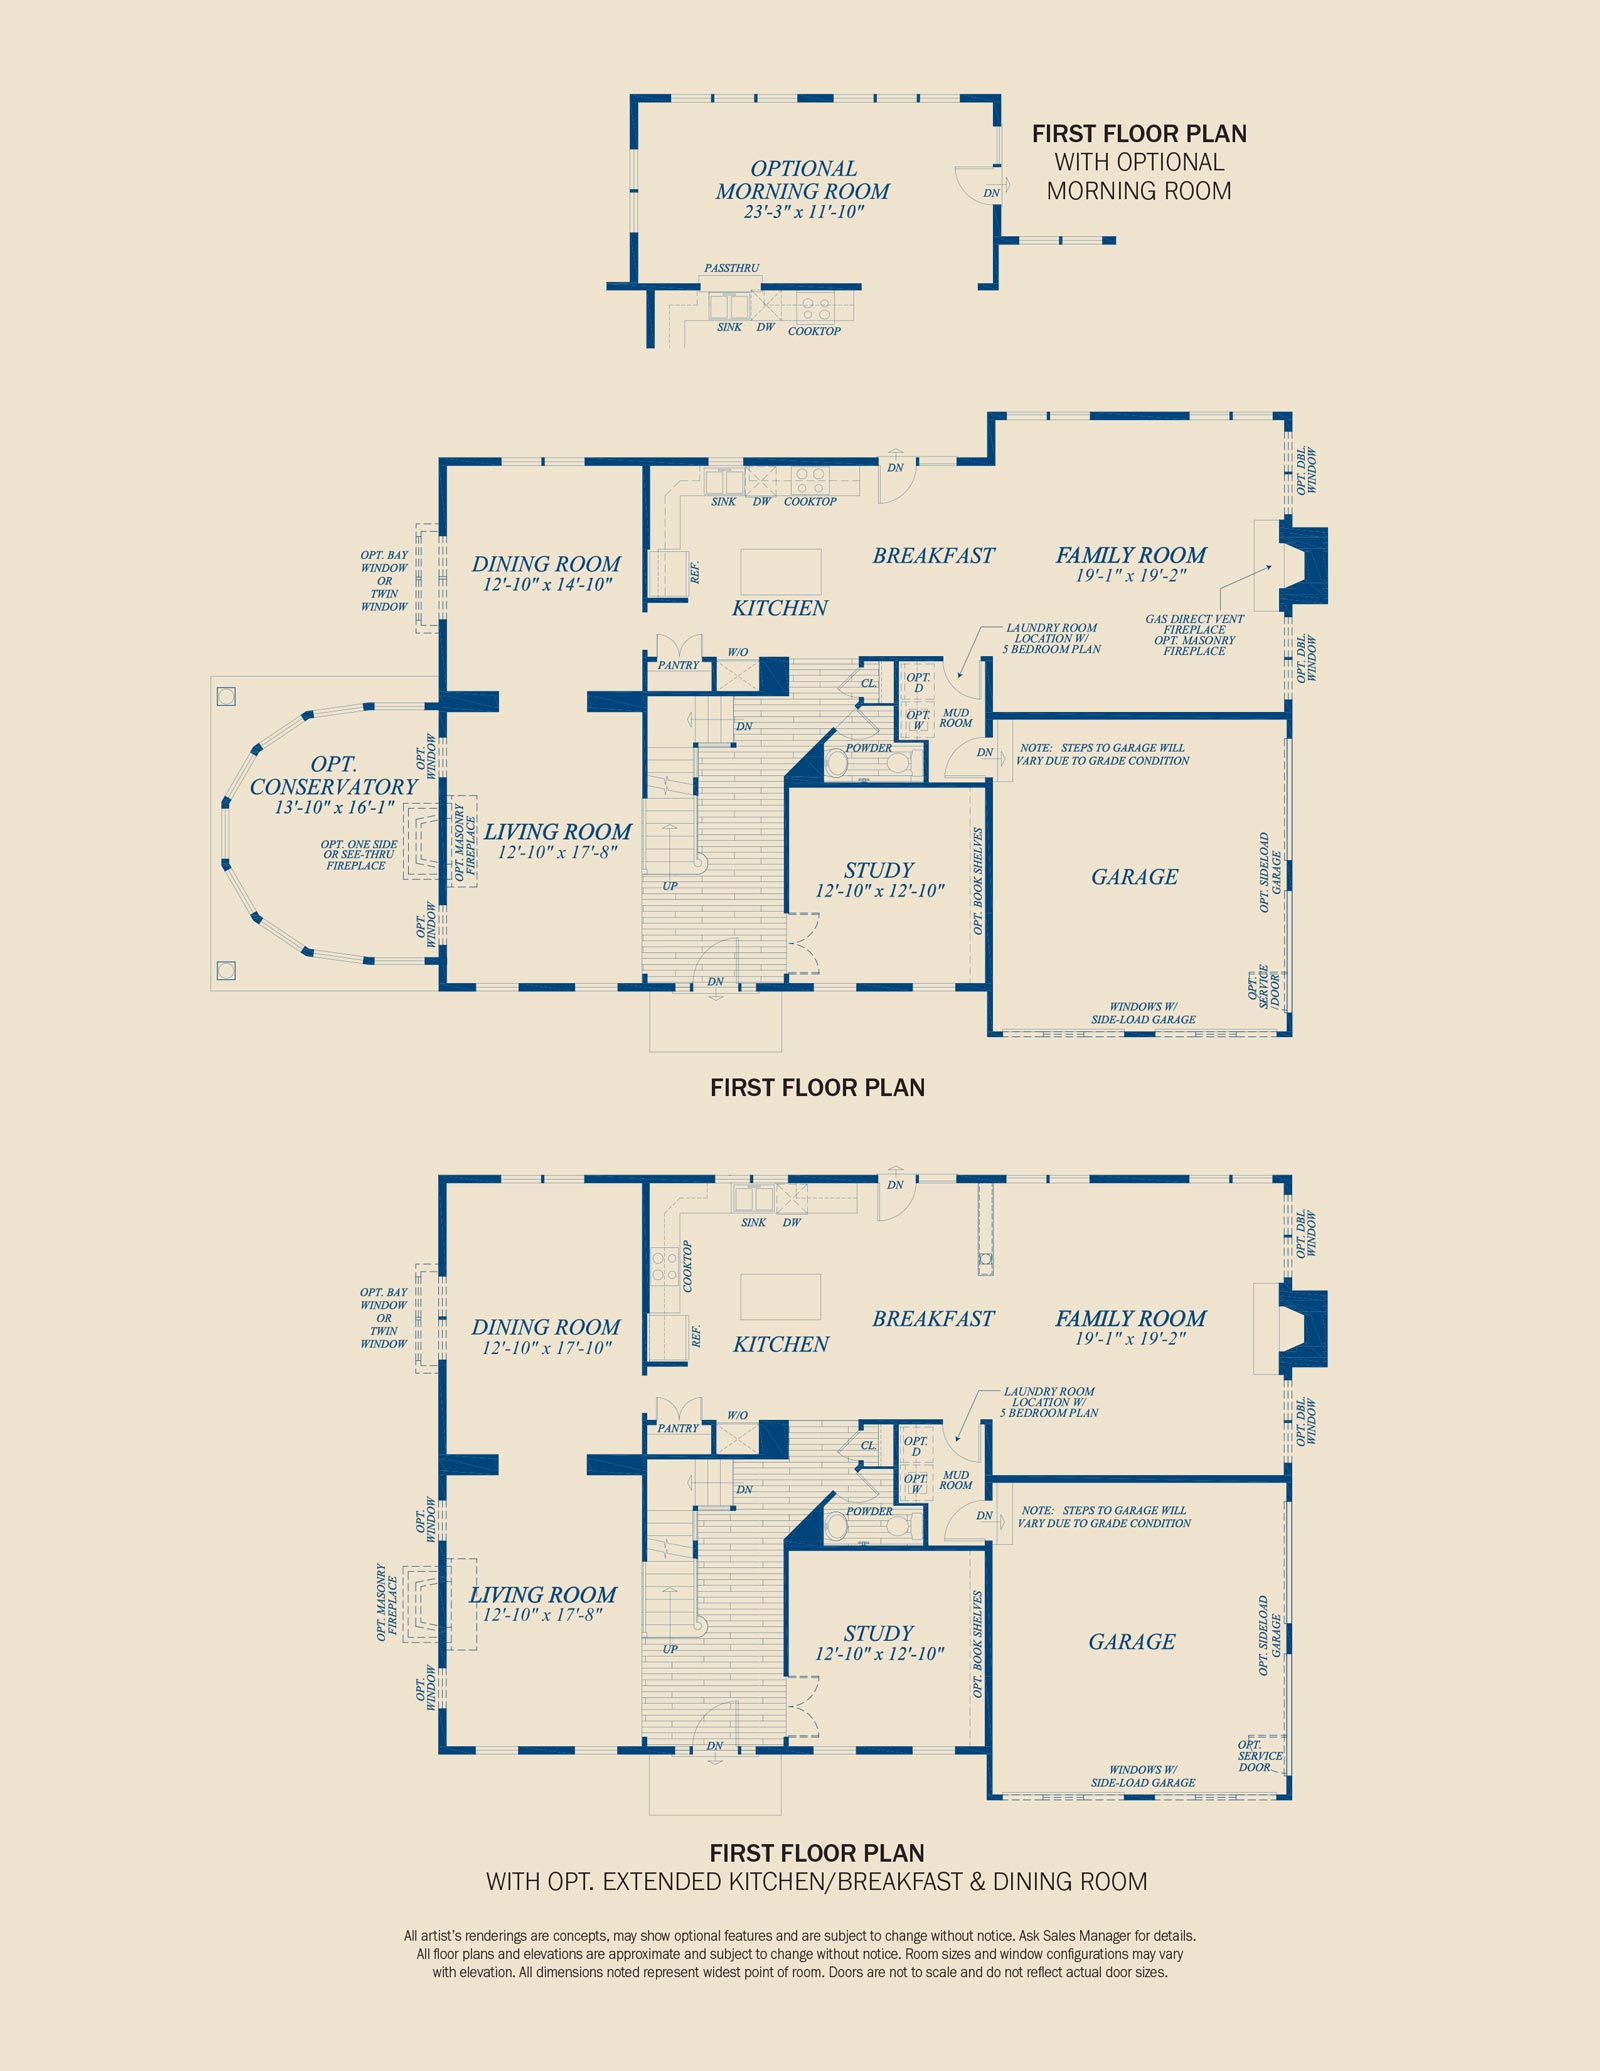 FIRST FLOOR PLAN
WITH OPTIONAL
MORNING ROOM
OPTIONAL
MORNING ROOM
23'-3" x 11'-10"
DN
PASSTHRU
SINK
DW
COOKTOP
DN
SINK
DW
COOKTOP
OPT. DBL.
WINDOW
OPT. BAY
WINDOW
OR
TWIN
WINDOW
DINING ROOM
12'-10" x 14'-10"
REF.
KITCHEN
BREAKFAST
FAMILY ROOM
19'-1" x 19'-2"
GAS DIRECT VENT
FIREPLACE
OPT. MASONRY
FIREPLACE
LAUNDRY ROOM
LOCATION W/
5 BEDROOM PLAN
OPT. DBL.
WINDOW
PANTRY
W/O
CL.
OPT.
D
OPT.
W
MUD
ROOM
DN
POWDER
DN
NOTE: STEPS TO GARAGE WILL
VARY DUE TO GRADE CONDITION
OPT.
WINDOW
OPT.
CONSERVATORY
13'-10" x 16'-1"
OPT. ONE SIDE
OR SEE-THRU
FIREPLACE
OPT. MASONRY
FIREPLACE
LIVING ROOM
12'-10" x 17'-8"
UP
STUDY
12'-10" x 12'-10"
OPT. BOOK SHELVES
GARAGE
OPT. SIDELOAD
GARAGE
OPT.
WINDOW
DN
OPT.
SERVICE
DOOR
WINDOWS W/
SIDE-LOAD GARAGE
FIRST FLOOR PLAN
DN
SINK
DW
COOKTOP
OPT. DBL.
WINDOW
OPT. BAY
WINDOW
OR
TWIN
WINDOW
DINING ROOM
12'-10" x 17'-10"
REF.
KITCHEN
BREAKFAST
FAMILY ROOM
19'-1" x 19'-2"
LAUNDRY ROOM
LOCATION W/
5 BEDROOM PLAN
OPT. DBL.
WINDOW
PANTRY
W/O
CL.
OPT.
D
OPT.
W
MUD
ROOM
DN
POWDER
DN
NOTE: STEPS TO GARAGE WILL
VARY DUE TO GRADE CONDITION
OPT.
WINDOW
OPT. MASONRY
FIREPLACE
LIVING ROOM
12'-10" x 17'-8"
UP
STUDY
12'-10" x 12'-10"
OPT. BOOK SHELVES
GARAGE
OPT. SIDELOAD
GARAGE
OPT.
WINDOW
DN
OPT.
SERVICE
DOOR
WINDOWS W/
SIDE-LOAD GARAGE
FIRST FLOOR PLAN
WITH OPT. EXTENDED KITCHEN/BREAKFAST & DINING ROOM
All artist's renderings are concepts, may show optional features and are subject to change without notice. Ask Sales Manager for details.
All floor plans and elevations are approximate and subject to change without notice. Room sizes and window configurations may vary
with elevation. All dimensions noted represent widest point of room. Doors are not to scale and do not reflect actual door sizes.